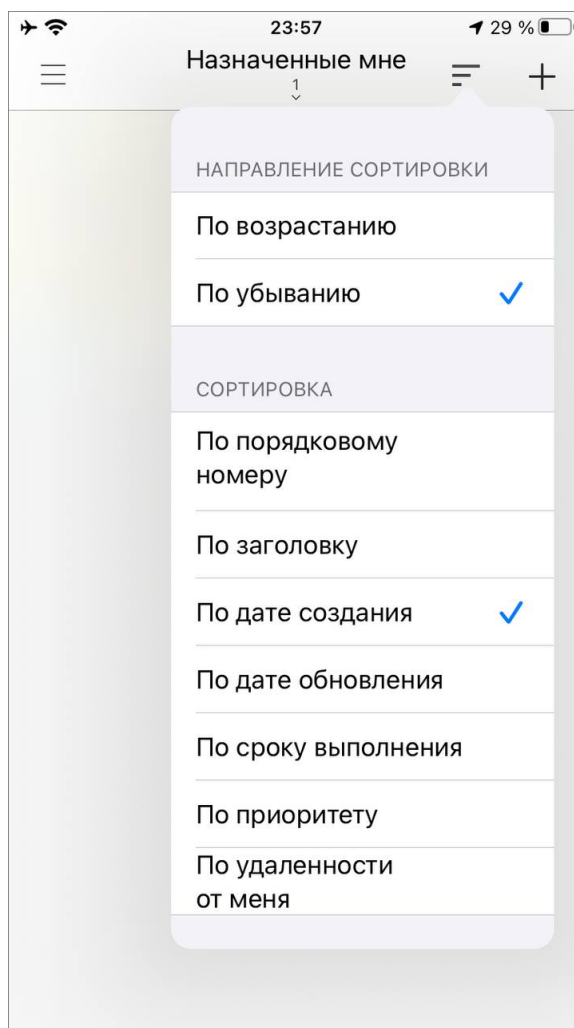 23:57
29 %
Назначенные мне
1
НАПРАВЛЕНИЕ СОРТИРОВКИ
По возрастанию
По убыванию
СОРТИРОВКА
По порядковому
номеру
По заголовку
По дате создания
По дате обновления
По сроку выполнения
По приоритету
По удаленности
от меня